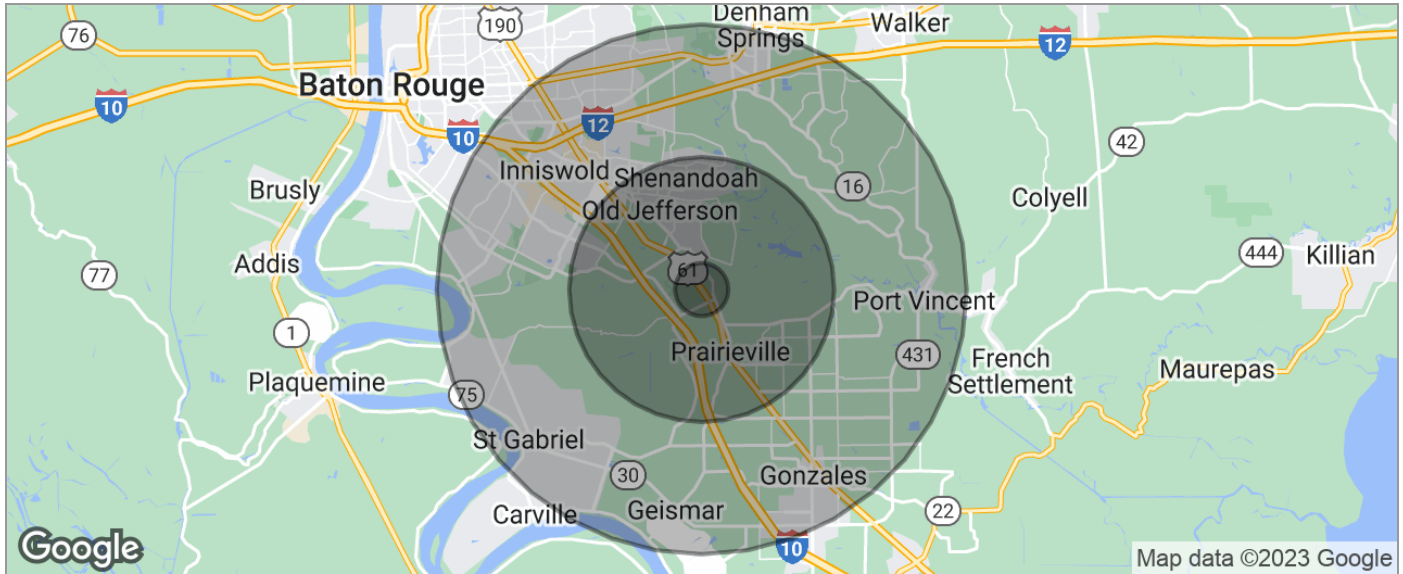 76
190
Denham
Springs
Walker
12
Baton Rouge
10
10
12
42
Inniswold
Shenandoah
16
Brusly
Old Jefferson
Colyell
77
Addis
61
444
Killian
Port Vincent
1
Prairieville
431
French
Settlement
Maurepas
Plaquemine
75
St Gabriel
30
Gonzales
Carville
Geismar
22
10
Google
Map data ©2023 Google